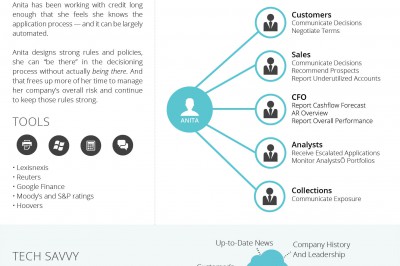 Anita has been working with credit long
enough that she feels she knows the
application process — and it can be largely
automated.
Anita designs strong rules and policies,
she can "be there" in the decisioning
process without actually being there. And
that frees up more of her time to manage
her company's overall risk and continue
to keep those rules strong.
TOOLS
• Lexisnexis
• Reuters
• Google Finance
• Moody's and S&P ratings
• Hoovers
ANITA
Customers
Communicate Decisions
Negotiate Terms
Sales
Communicate Decisions
Recommend Prospects
Report Underutilized Accounts
CFO
Report Cashflow Forecast
AR Overview
Report Overall Performance
Analysts
Receive Escalated Applications
Monitor AnalystsÕ Portfolios
Collections
Communicate Exposure
TECH SAVVY
Up-to-Date News
Company History
And Leadership